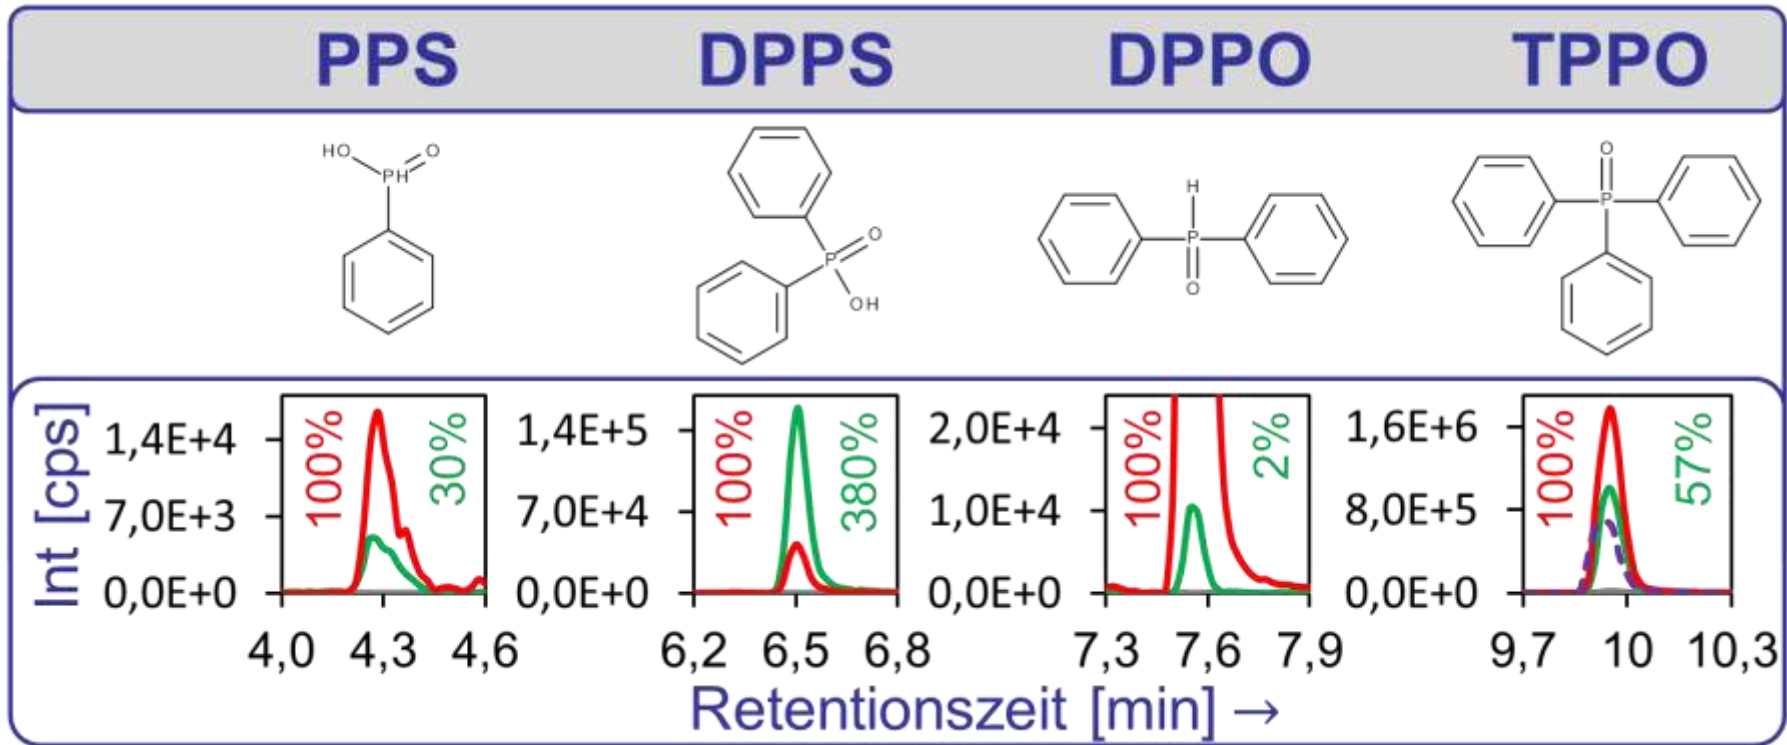 PPS DPPS DPPO TPPO
HO PH O
P O OH
H P O
O P
Int [cps]
1,4E+4
7,0E+3
0,0E+0
100% 30%
4,0 4,3 4,6
1,4E+5
7,0E+4
0,0E+0
100% 380%
6,2 6,5 6,8
2,0E+4
1,0E+4
0,0E+0
100% 2%
7,3 7,6 7,9
1,6E+6
8,0E+5
0,0E+0
100% 57%
9,7 10 10,3
Retentionszeit [min] →